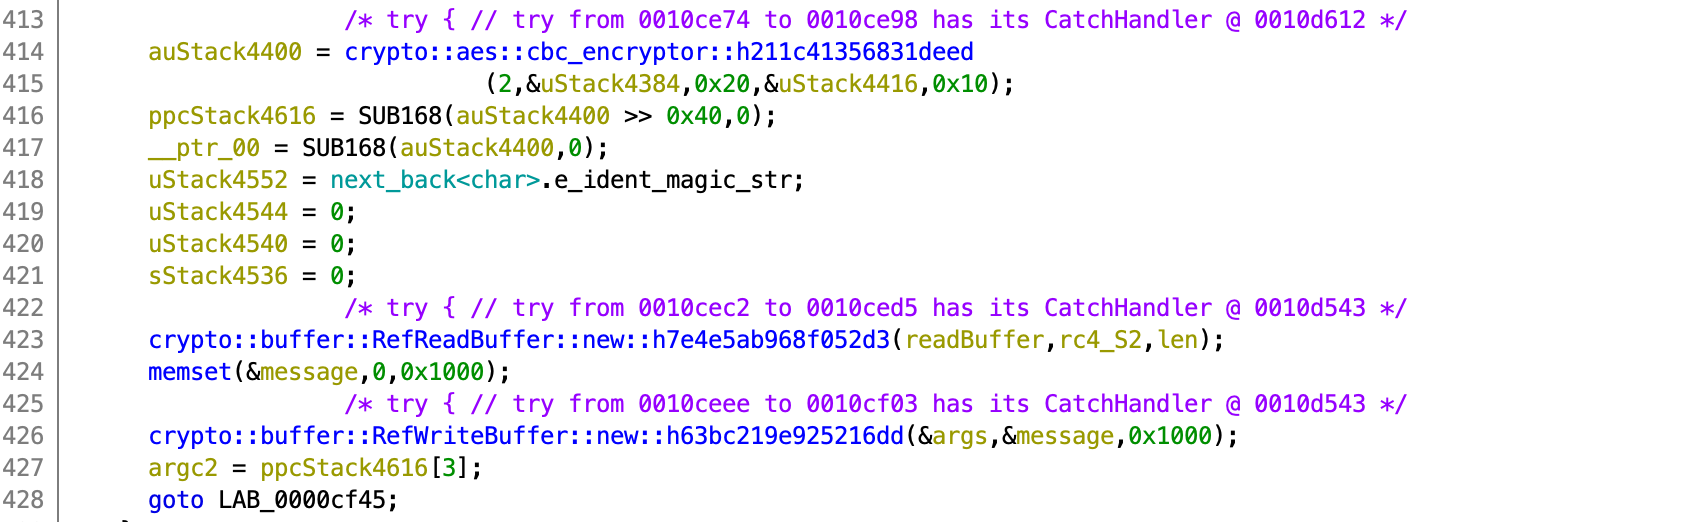 413 /* try { // try from 0010ce74 to 0010ce98 has its CatchHandler @ 0010d612 */
414 auStack4400 = crypto::aes::cbc_encryptor::h211c41356831deed
415 (2,&uStack4384,0x20,&uStack4416,0x10);
416 ppcStack4616 = SUB168(auStack4400 >> 0x40,0);
417 __ptr_00 = SUB168(auStack4400,0);
418 uStack4552 = next_back<char>.e_ident_magic_str;
419 uStack4544 = 0;
420 uStack4540 = 0;
421 sStack4536 = 0;
422 /* try { // try from 0010cec2 to 0010ced5 has its CatchHandler @ 0010d543 */
423 crypto::buffer::RefReadBuffer::new::h7e4e5ab968f052d3(readBuffer,rc4_S2,len);
424 memset(&message,0,0x1000);
425 /* try { // try from 0010ceee to 0010cf03 has its CatchHandler @ 0010d543 */
426 crypto::buffer::RefWriteBuffer::new::h63bc219e925216dd(&args,&message,0x1000);
427 argc2 = ppcStack4616[3];
428 goto LAB_0000cf45;